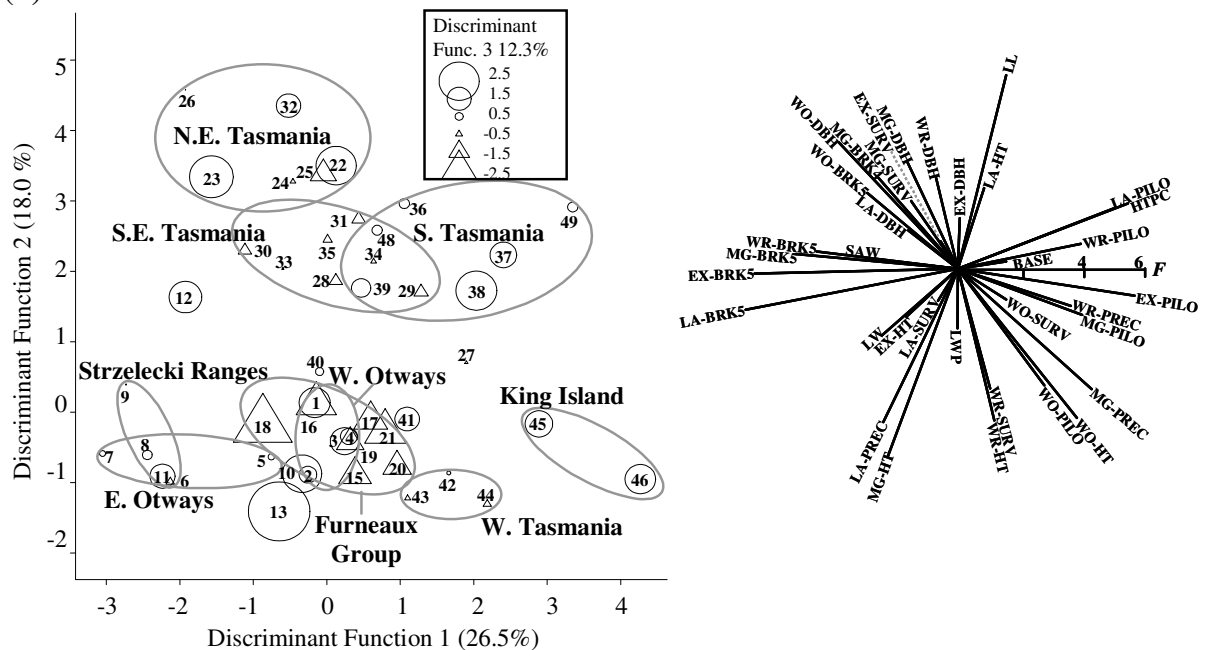 Discriminant
Func. 3 12.3%
2.5
1.5
0.5
-0.5
-1.5
-2.5
Discriminant Function 2 (18.0 %)
5
4
3
2
1
0
-1
-2
26
32
N.E. Tasmania
23
25
22
24
31
36
49
S.E. Tasmania
48
S. Tasmania
30
35
34
37
33
28
39
29
38
12
27
40
Strzelecki Ranges
W. Otways
King Island
9
1
41
45
18
16
17
3
4
21
8
7
5
19
11
6
10
2
15
20
42
46
E. Otways
43
44
13
Furneaux
Group
W. Tasmania
-3
-2
-1
0
1
2
3
4
Discriminant Function 1 (26.5%)
LL
EX-SURV
MG-DBH
WO-DBH
MG-BRK4
WR-DBH
MG-SURV
WO-BRK5
EX-DBH
LA-HT
LA-DBH
LA-PILO
HTPC
WR-PILO
WR-BRK5
SAW
MG-BRK5
BASE
4
6
F
EX-BRK5
EX-PILO
LA-BRK5
WR-PREC
MG-PILO
WO-SURV
LW
EX-HT
LA-SURV
LWP
MG-PREC
WR-SURV
WR-HT
WO-PILO
WO-HT
LA-PREC
MG-HT